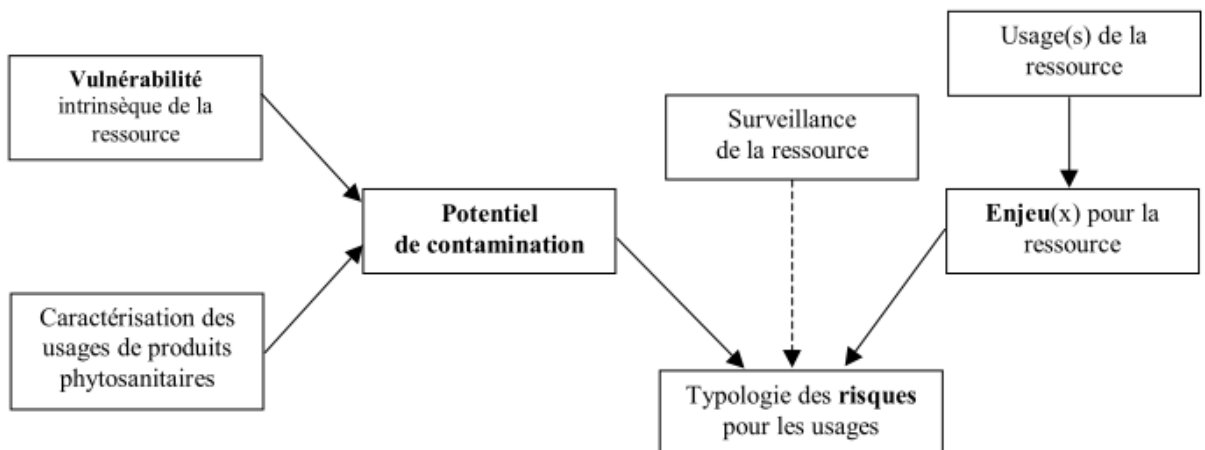 Vulnérabilité
intrinsèque de la
ressource
Caractérisation des
usages de produits
phytosanitaires
Potentiel
de contamination
Surveillance
de la ressource
Usage(s) de la
ressource
Enjeu(x) pour la
ressource
Typologie des risques
pour les usages